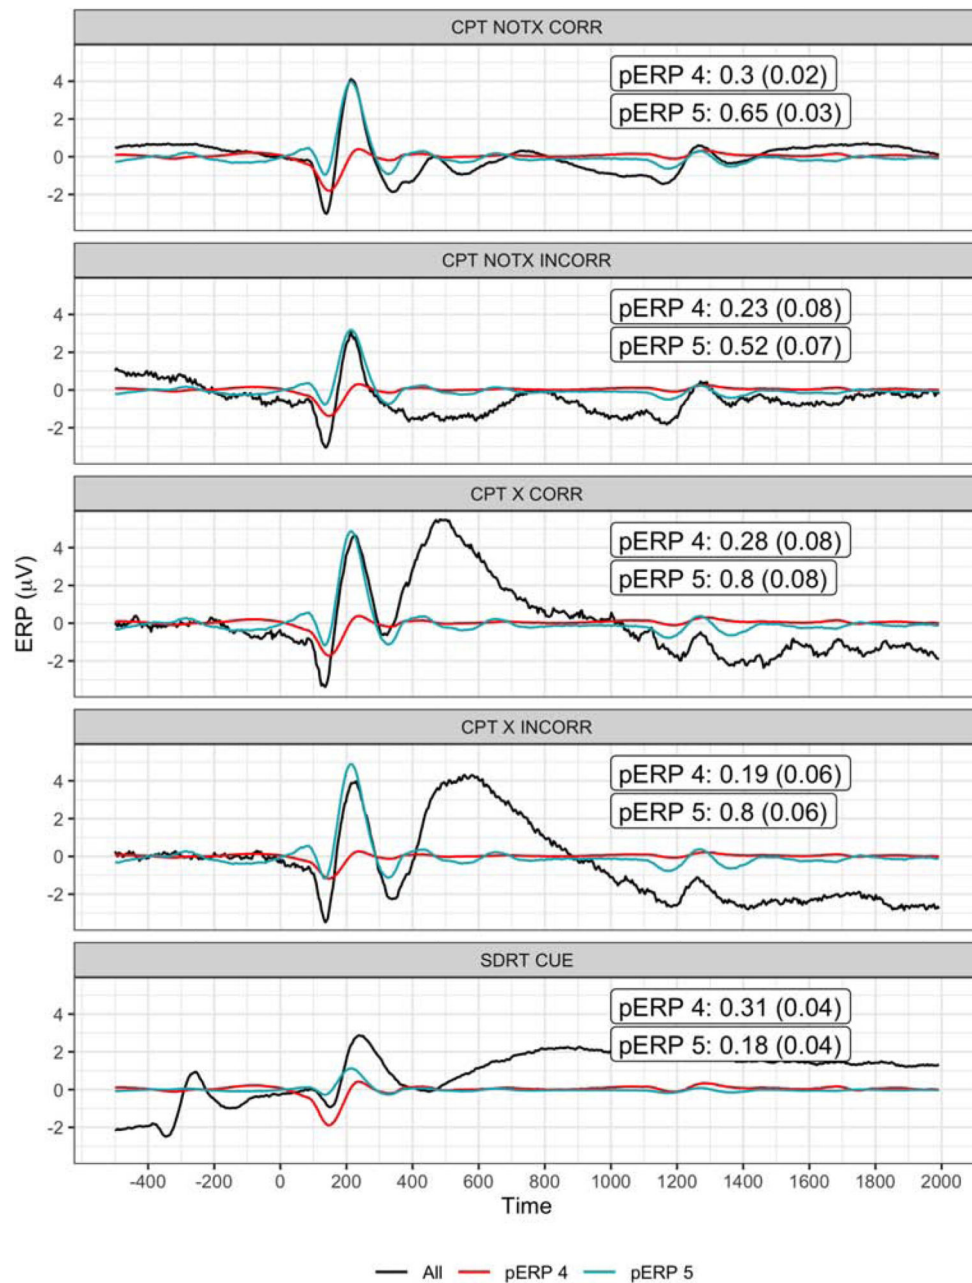 CPT NOTX CORR
4
2
0
-2
pERP 4: 0.3 (0.02)
pERP 5: 0.65 (0.03)
CPT NOTX INCORR
4
2
0
-2
pERP 4: 0.23 (0.08)
pERP 5: 0.52 (0.07)
CPT X CORR
4
2
0
-2
pERP 4: 0.28 (0.08)
pERP 5: 0.8 (0.08)
ERP (μV)
CPT X INCORR
4
2
0
-2
pERP 4: 0.19 (0.06)
pERP 5: 0.8 (0.06)
SDRT CUE
4
2
0
-2
pERP 4: 0.31 (0.04)
pERP 5: 0.18 (0.04)
-400 -200 0 200 400 600 800 1000 1200 1400 1600 1800 2000
Time
All pERP 4 pERP 5